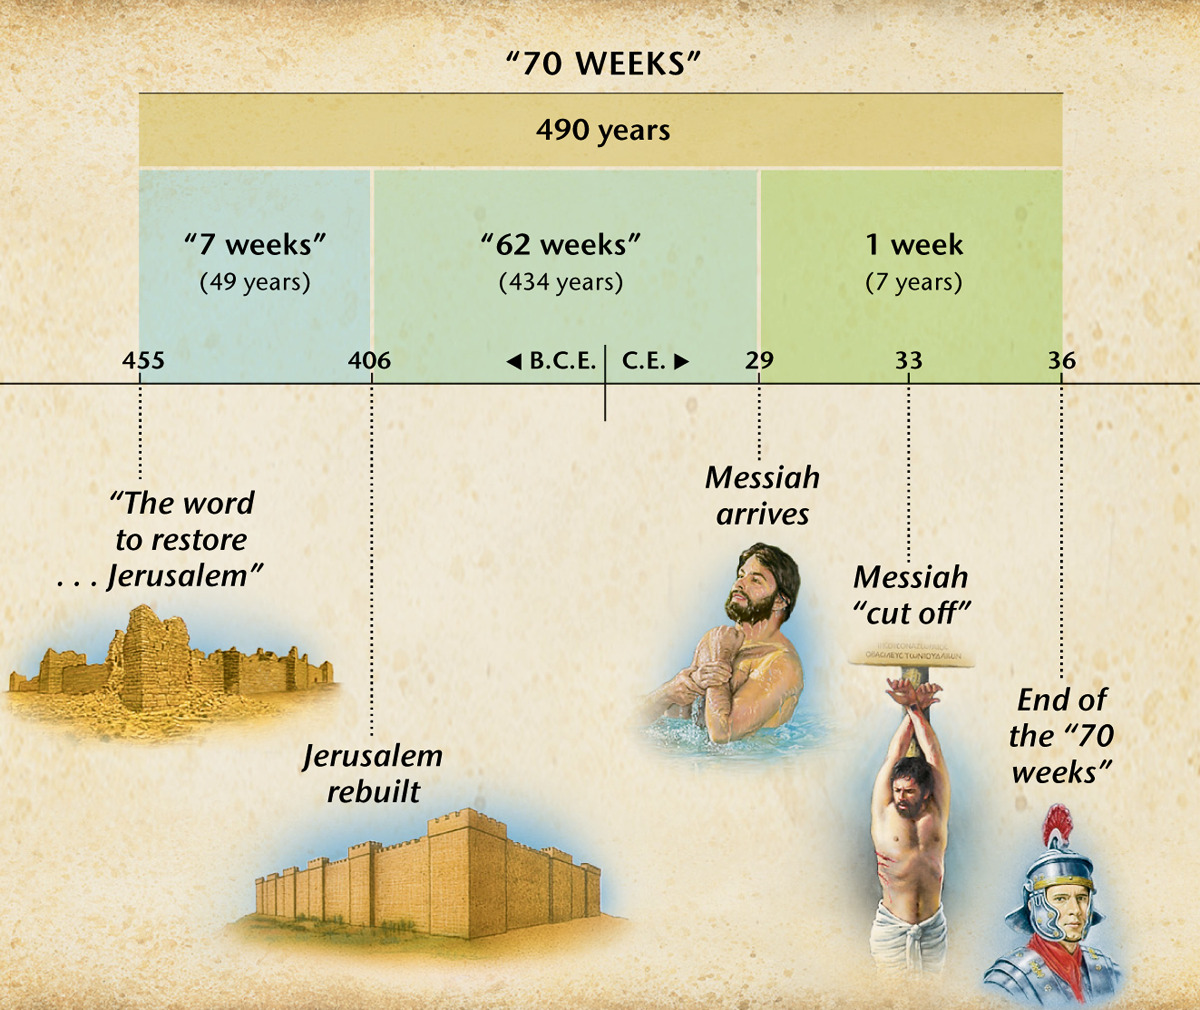 “70 WEEKS”
490 years
“7 weeks”
(49 years)
“62 weeks”
(434 years)
1 week
(7 years)
455
406
◀ B.C.E.
C.E. ▶
29
33
36
“The word
to restore
. . . Jerusalem”
Jerusalem
rebuilt
Messiah
arrives
Messiah
“cut off”
End of
the “70
weeks”